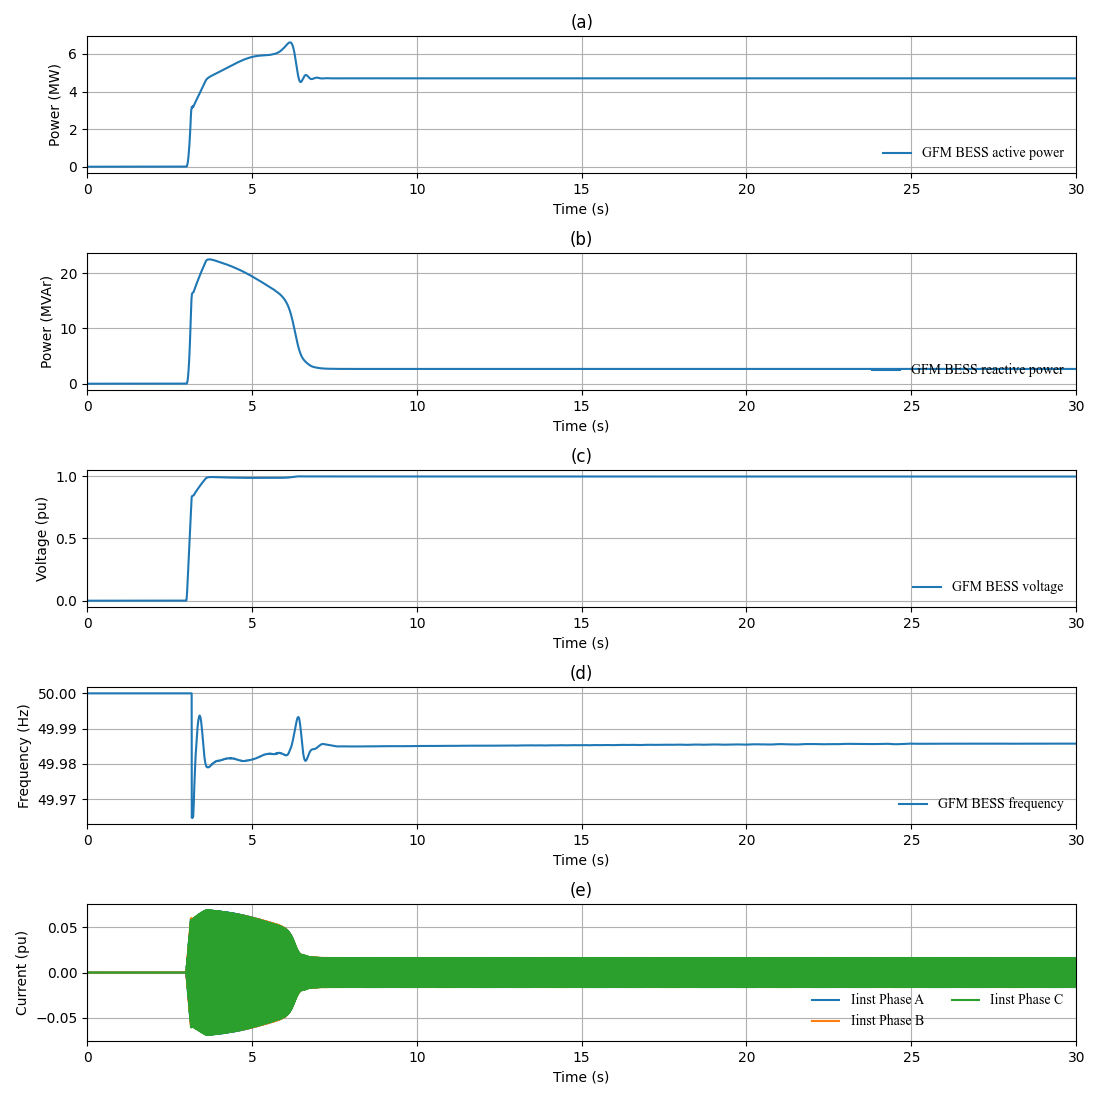 (a)
Power (MW)
6
4
2
0
GFM BESS active power
0 5 10 15 20 25 30
Time (s)
(b)
Power (MVAr)
20
10
0
GFM BESS reactive power
0 5 10 15 20 25 30
Time (s)
(c)
Voltage (pu)
1.0
0.5
0.0
GFM BESS voltage
0 5 10 15 20 25 30
Time (s)
(d)
Frequency (Hz)
50.00
49.99
49.98
49.97
GFM BESS frequency
0 5 10 15 20 25 30
Time (s)
(e)
Current (pu)
0.05
0.00
−0.05
Iinst Phase A Iinst Phase C
Iinst Phase B
0 5 10 15 20 25 30
Time (s)